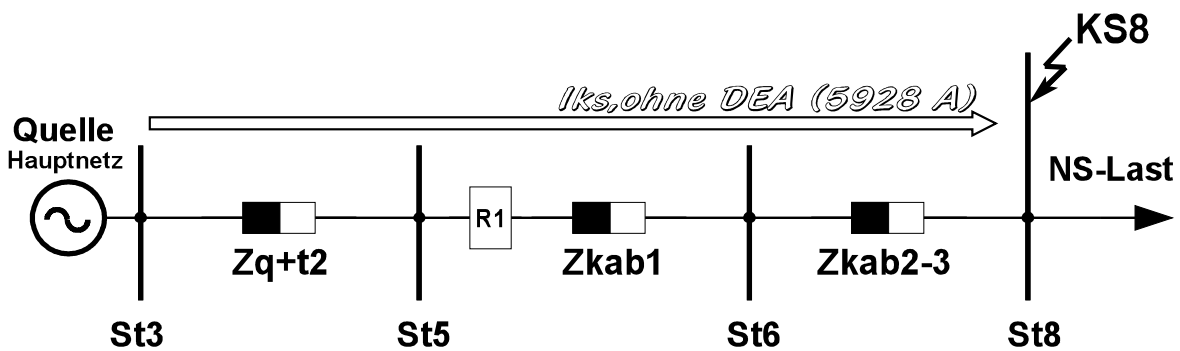 KS8
Iks,ohne DEA (5928 A)
Quelle
Hauptnetz
NS-Last
R1
Zq+t2
Zkab1
Zkab2-3
St3
St5
St6
St8